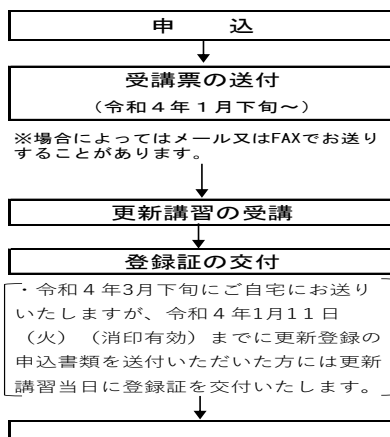 申　　込
受講票の送付
（令和４年１月下旬～）
※場合によってはメール又はFAXでお送り
することがあります。
更新講習の受講
登録証の交付
・令和４年3月下旬にご自宅にお送り
いたしますが、令和４年1月11日
（火）（消印有効）までに更新登録の
申込書類を送付いただいた方には更新
講習当日に登録証を交付いたします。